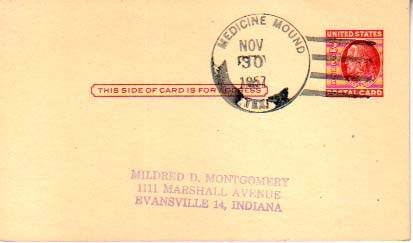 MEDICINE MOUND
NOV
30
1957
TEX.
UNITED STATES
POSTAL CARD
THIS SIDE OF CARD IS FOR ADDRESS
MILDRED D. MONTGOMERY
1111 MARSHALL AVENUE
EVANSVILLE 14, INDIANA